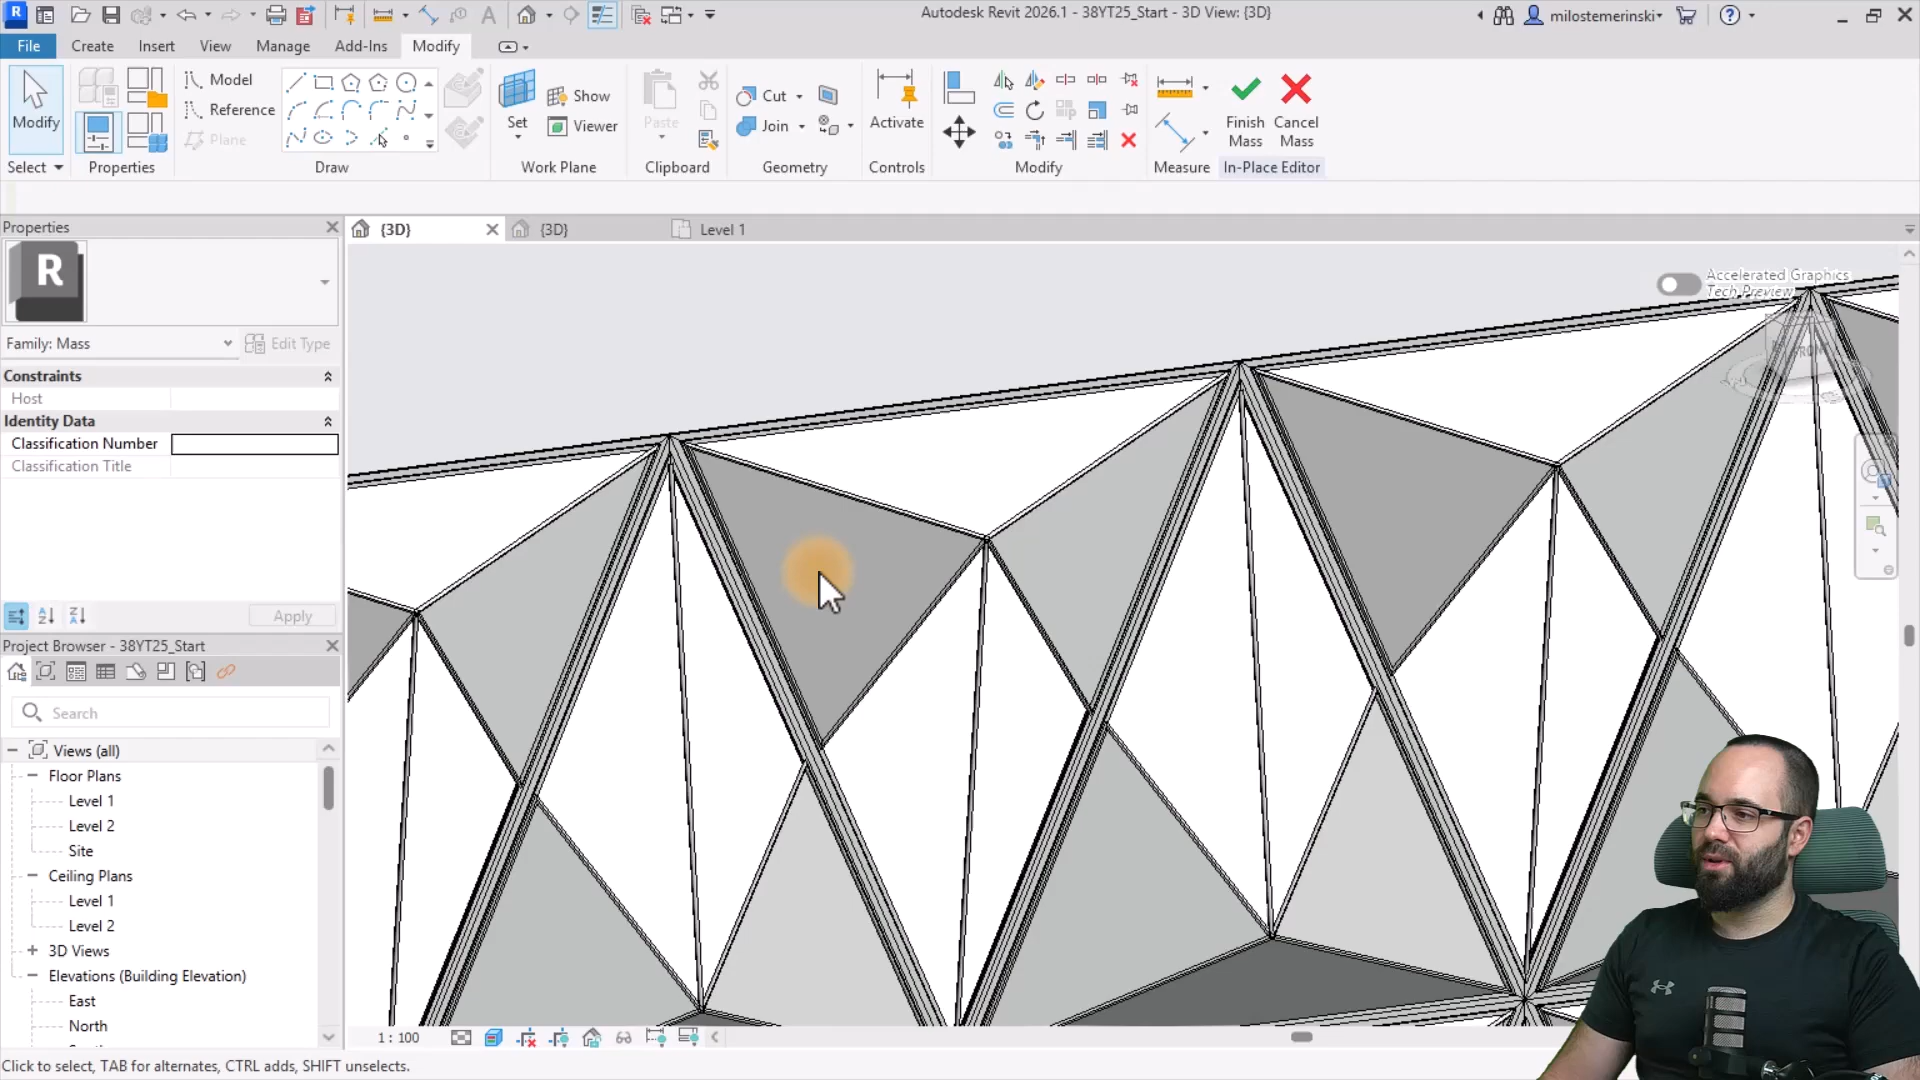 Autodesk Revit 2026.1 - 38YT25_Start - 3D View: {3D}
milostemerinski
File
Create
Insert
View
Manage
Add-Ins
Modify
Modify
Select
Properties
Model
Reference
Plane
Draw
Set
Show
Viewer
Work Plane
Paste
Clipboard
Cut
Join
Geometry
Activate
Controls
Modify
Measure
Finish
Mass
Cancel
Mass
In-Place Editor
Properties
{3D}
{3D}
Level 1
R
Family: Mass
Edit Type
Constraints
Host
Identity Data
Classification Number
Classification Title
Apply
Accelerated Graphics
Tech Preview
FRONT
Project Browser - 38YT25_Start
Search
Views (all)
Floor Plans
Level 1
Level 2
Site
Ceiling Plans
Level 1
Level 2
3D Views
Elevations (Building Elevation)
East
North
1 : 100
Click to select, TAB for alternates, CTRL adds, SHIFT unselects.